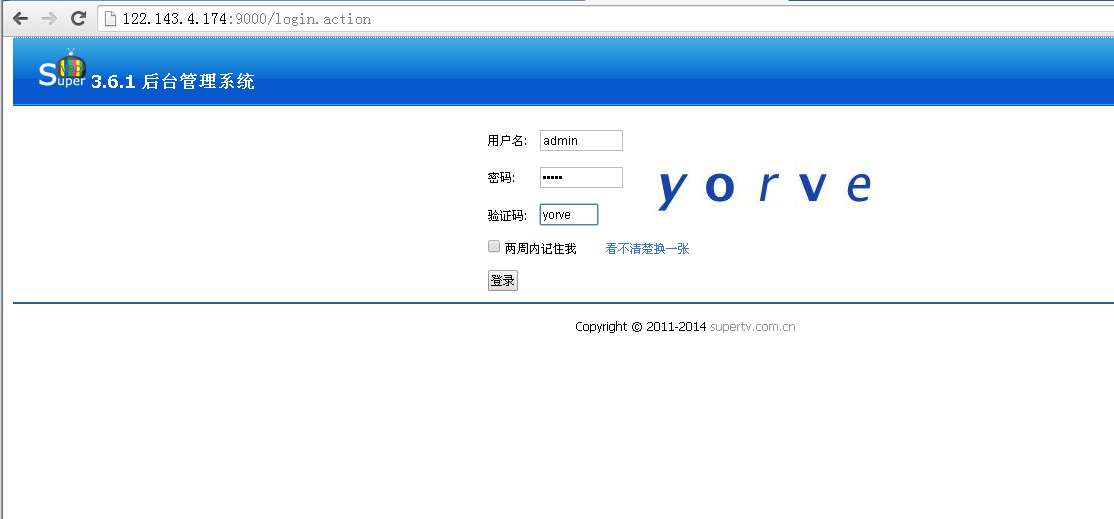 122.143.4.174:9000/login.action
Super 3.6.1 后台管理系统
用户名: admin
密码: •••••
yorve
验证码: yorve
两周内记住我 看不清楚换一张
登录
Copyright © 2011-2014 supertv.com.cn